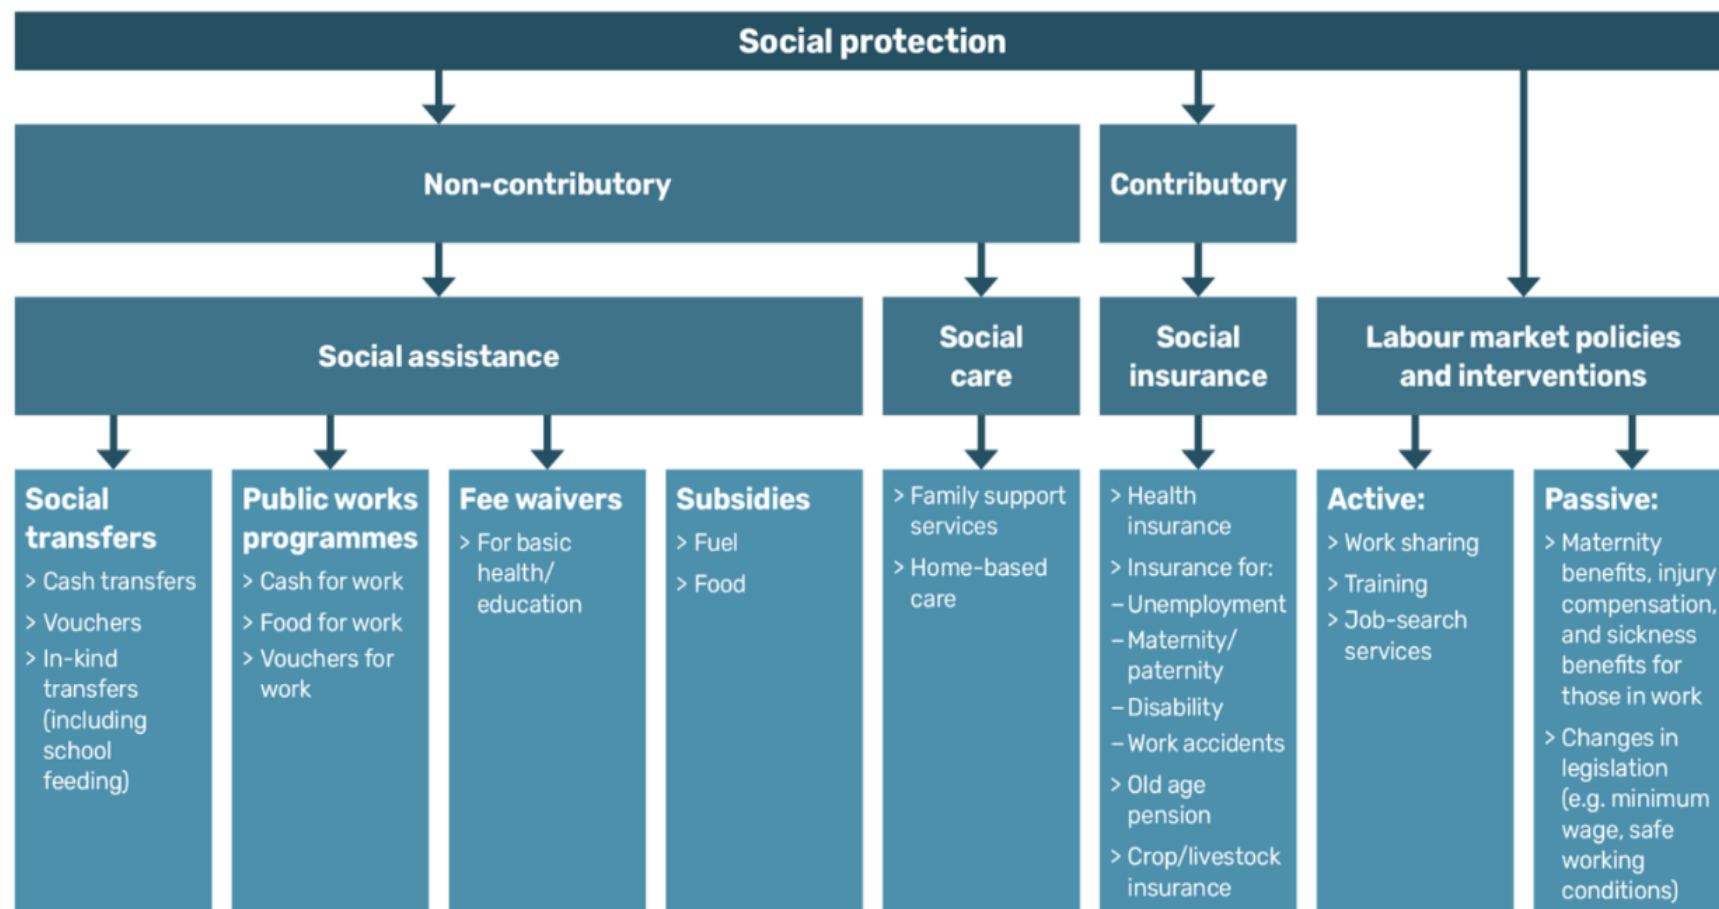 Social protection
Non-contributory
Contributory
Social assistance
Social
care
Social
insurance
Labour market policies
and interventions
Social
transfers
> Cash transfers
> Vouchers
> In-kind
transfers
(including
school
feeding)
Public works
programmes
> Cash for work
> Food for work
> Vouchers for
work
Fee waivers
> For basic
health/
education
Subsidies
> Fuel
> Food
> Family support
services
> Home-based
care
> Health
insurance
> Insurance for:
– Unemployment
– Maternity/
paternity
– Disability
– Work accidents
> Old age
pension
> Crop/livestock
insurance
Active:
> Work sharing
> Training
> Job-search
services
Passive:
> Maternity
benefits, injury
compensation,
and sickness
benefits for
those in work
> Changes in
legislation
(e.g. minimum
wage, safe
working
conditions)